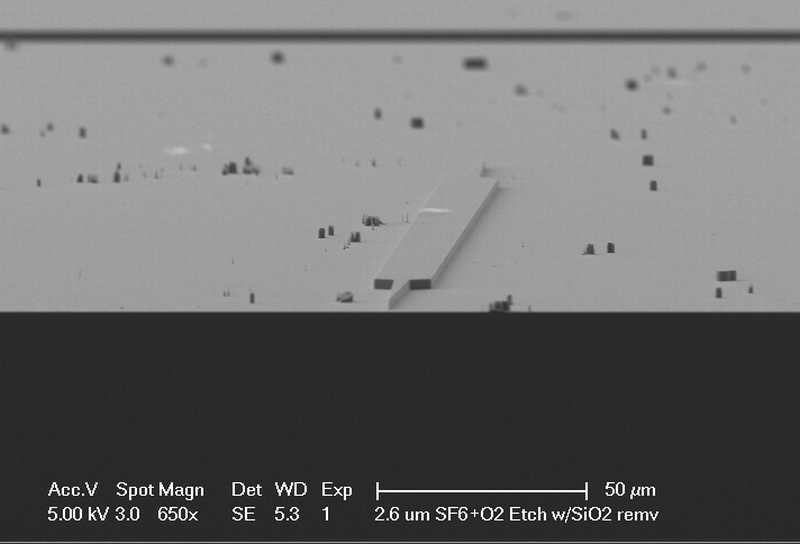 Acc.V Spot Magn Det WD Exp 50 µm
5.00 kV 3.0 650x SE 5.3 1 2.6 um SF6+O2 Etch w/SiO2 remv